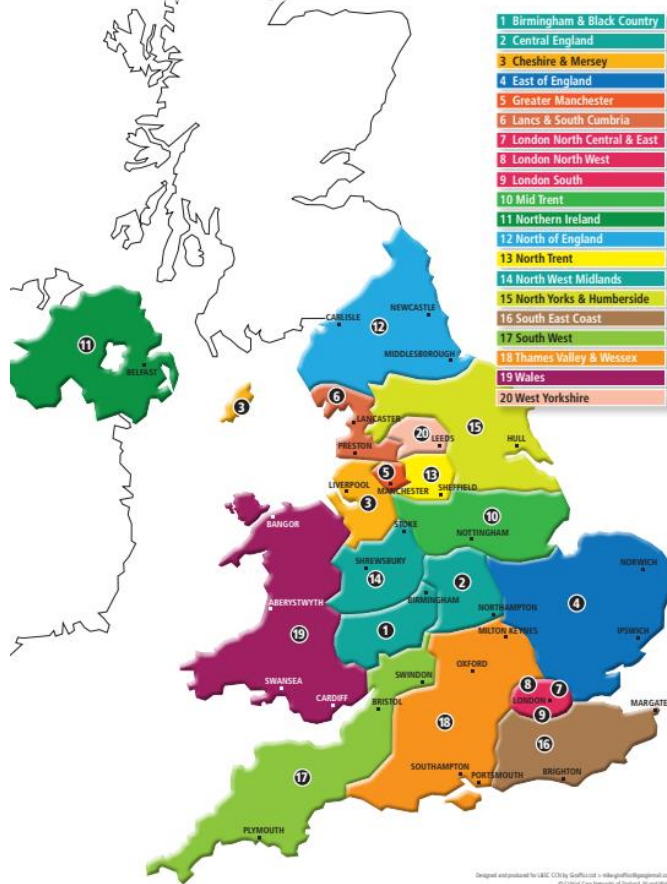 1 Birmingham & Black Country
2 Central England
3 Cheshire & Mersey
4 East of England
5 Greater Manchester
6 Lancs & South Cumbria
7 London North Central & East
8 London North West
9 London South
10 Mid Trent
11 Northern Ireland
12 North of England
13 North Trent
14 North West Midlands
15 North Yorks & Humberside
16 South East Coast
17 South West
18 Thames Valley & Wessex
19 Wales
20 West Yorkshire
NEWCASTLE
CARLISLE
12
11
MIDDLESBOROUGH
BELFAST
6
3
LANCASTER
20
15
LEEDS
HULL
PRESTON
5
13
LIVERPOOL
MANCHESTER
SHEFFIELD
3
10
BANGOR
STOKE
NOTTINGHAM
SHREWSBURY
NORWICH
14
2
BIRMINGHAM
4
ABERYSTWYTH
NORTHAMPTON
1
19
MILTON KEYNES
IPSWICH
OXFORD
SWANSEA
SWINDON
8
7
CARDIFF
LONDON
BRISTOL
MARGATE
9
18
16
SOUTHAMPTON
17
PORTSMOUTH
BRIGHTON
PLYMOUTH
Designed and produced for